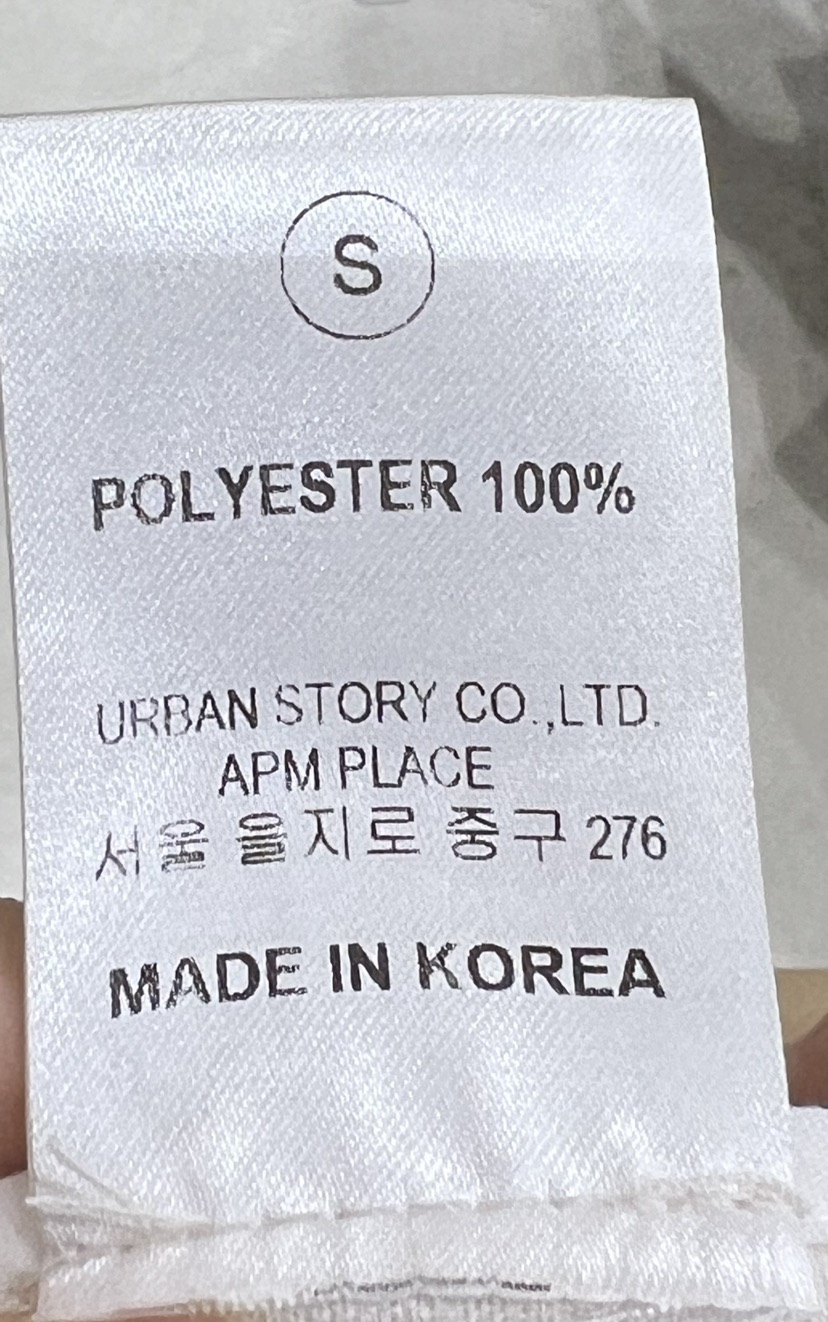 S
POLYESTER 100%
URBAN STORY CO.,LTD.
APM PLACE
서울 을지로 중구 276
MADE IN KOREA